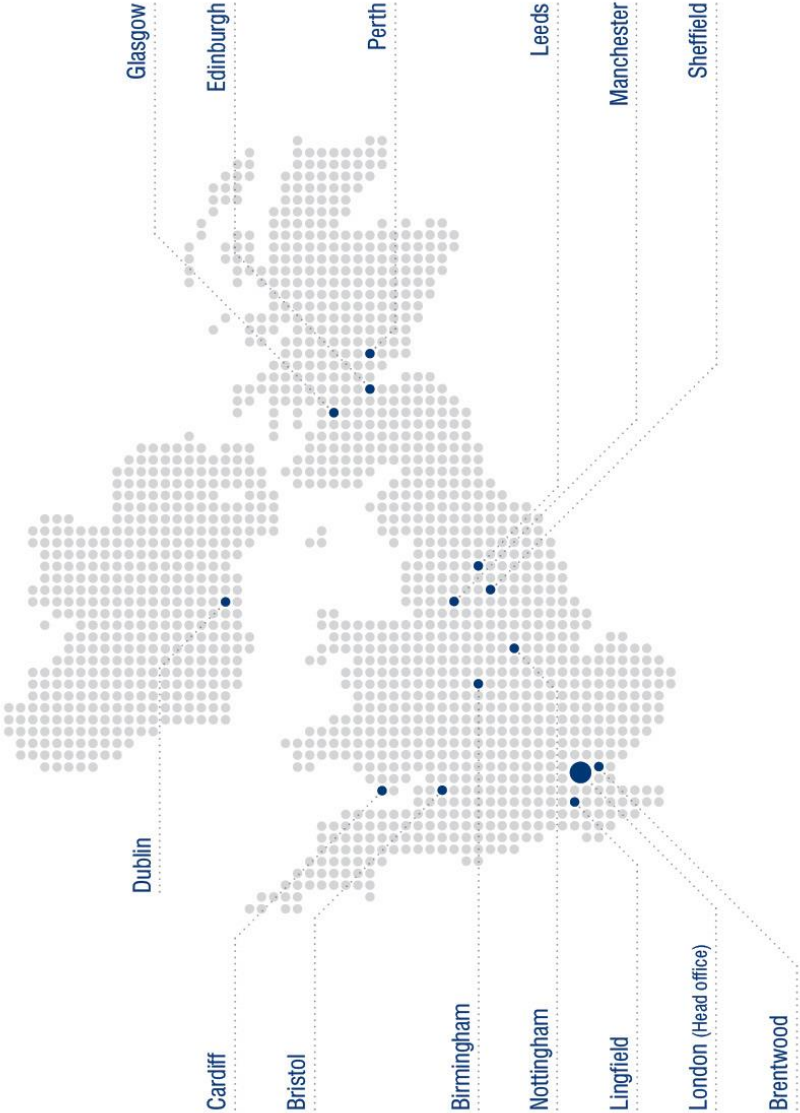 Glasgow
Edinburgh
Perth
Leeds
Manchester
Sheffield
Dublin
Cardiff
Bristol
Birmingham
Nottingham
Lingfield
London (Head office)
Brentwood